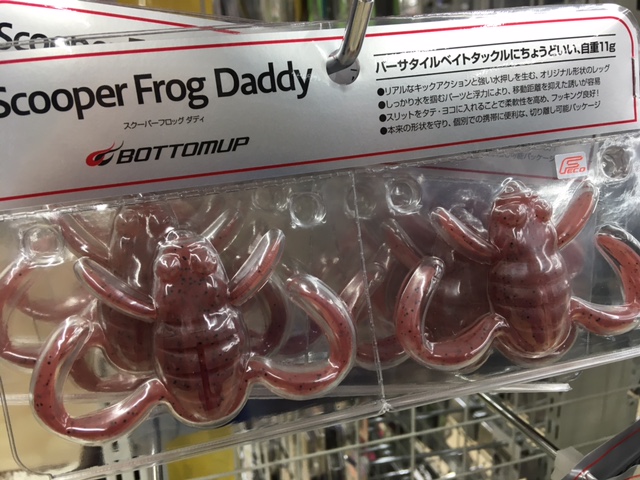 Scooper
Scooper Frog Daddy
スクーパーフロッグ ダディ
BOTTOMUP
バーサタイルベイトタックルにちょうどいい、自重11g
●リアルなキックアクションと強い水押しを生む、オリジナル形状のレッグ
●しっかり水を掴むパーツと浮力により、移動距離を抑えた誘いが容易
●スリットをタテ・ヨコに入れることで柔軟性を高め、フッキング良好!
●本来の形状を守り、個別での携帯に便利な、切り離し可能パッケージ
ECO